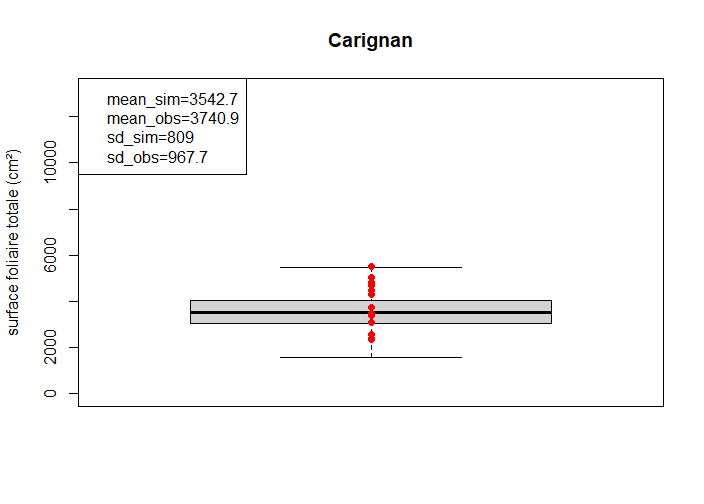 Carignan
mean_sim=3542.7
mean_obs=3740.9
sd_sim=809
sd_obs=967.7
surface foliaire totale (cm²)
10000
6000
2000
0